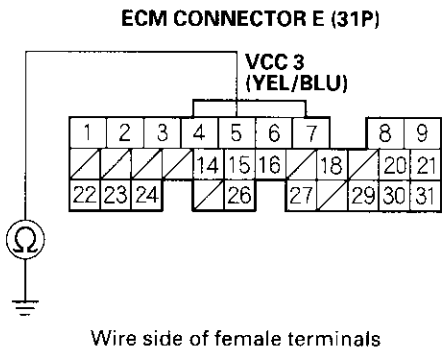 ECM CONNECTOR E (31P)
VCC 3
(YEL/BLU)
1 2 3 4 5 6 7 8 9
14 15 16 18 20 21
22 23 24 26 27 29 30 31
Ω
Wire side of female terminals